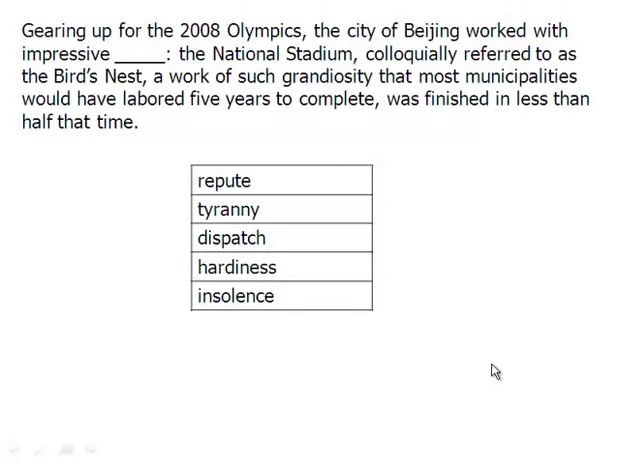 Gearing up for the 2008 Olympics, the city of Beijing worked with
impressive _____: the National Stadium, colloquially referred to as
the Bird’s Nest, a work of such grandiosity that most municipalities
would have labored five years to complete, was finished in less than
half that time.
repute
tyranny
dispatch
hardiness
insolence